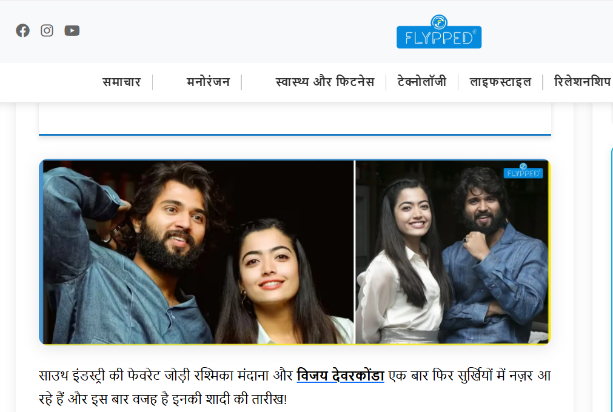 FLYPPED
समाचार
मनोरंजन
स्वास्थ्य और फिटनेस
टेक्नोलॉजी
लाइफस्टाइल
रिलेशनशिप
FLYPPED
साउथ इंडस्ट्री की फेवरेट जोड़ी रश्मिका मंदाना और विजय देवरकोंडा एक बार फिर सुर्खियों में नज़र आ
रहे हैं और इस बार वजह है इनकी शादी की तारीख!